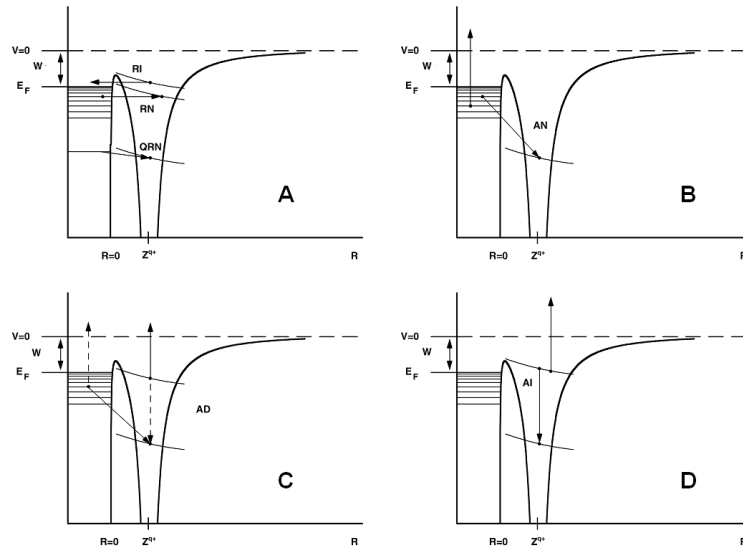 V=0
W
E_F
RI
RN
QRN
A
R=0
Z^q+
R
V=0
W
E_F
AN
B
R=0
Z^q+
R
V=0
W
E_F
AD
C
R=0
Z^q+
R
V=0
W
E_F
AI
D
R=0
Z^q+
R